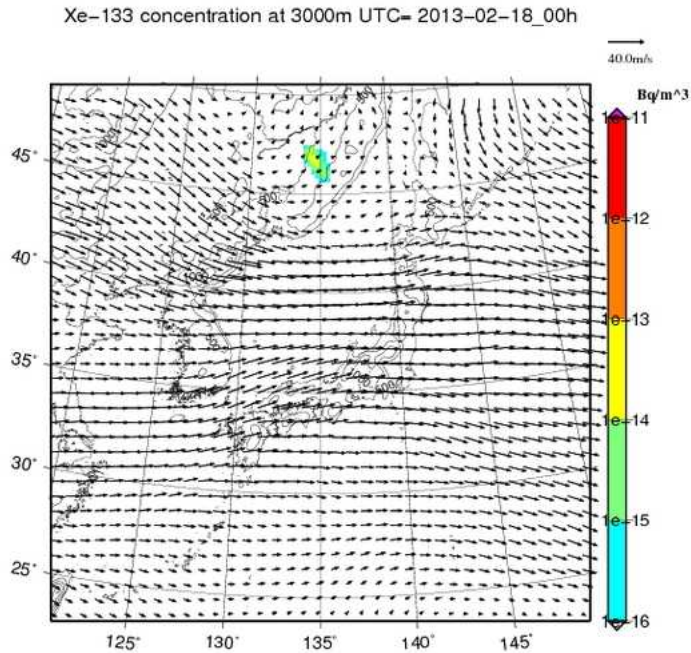 Xe-133 concentration at 3000m UTC= 2013-02-18_00h
40.0m/s
Bq/m^3
1e-11
1e-12
1e-13
1e-14
1e-15
1e-16
45°
40°
35°
30°
25°
125° 130° 135° 140° 145°